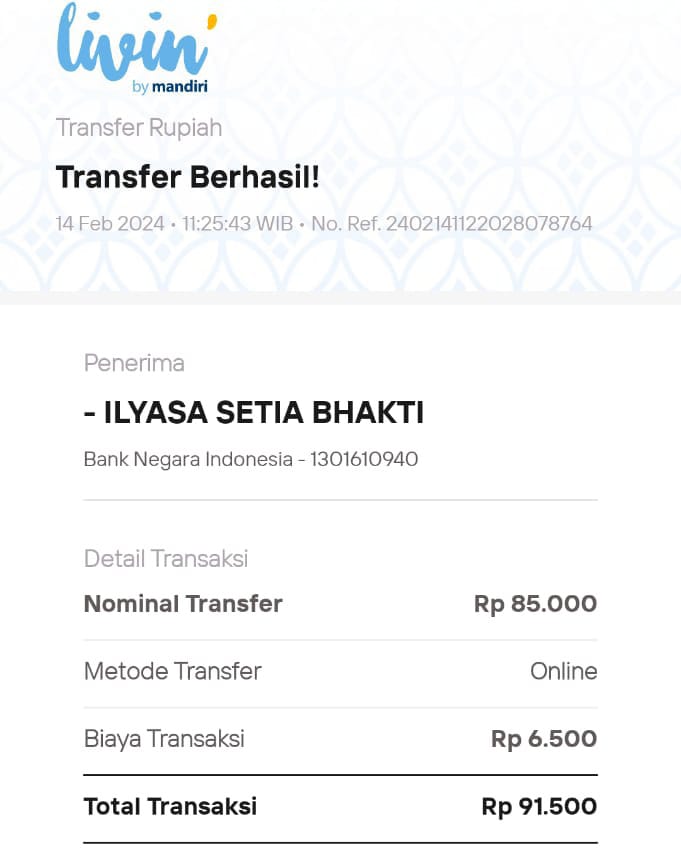 livin'
by mandiri
Transfer Rupiah
Transfer Berhasil!
14 Feb 2024 • 11:25:43 WIB • No. Ref. 2402141122028078764
Penerima
- ILYASA SETIA BHAKTI
Bank Negara Indonesia - 1301610940
Detail Transaksi
Nominal Transfer Rp 85.000
Metode Transfer Online
Biaya Transaksi Rp 6.500
Total Transaksi Rp 91.500